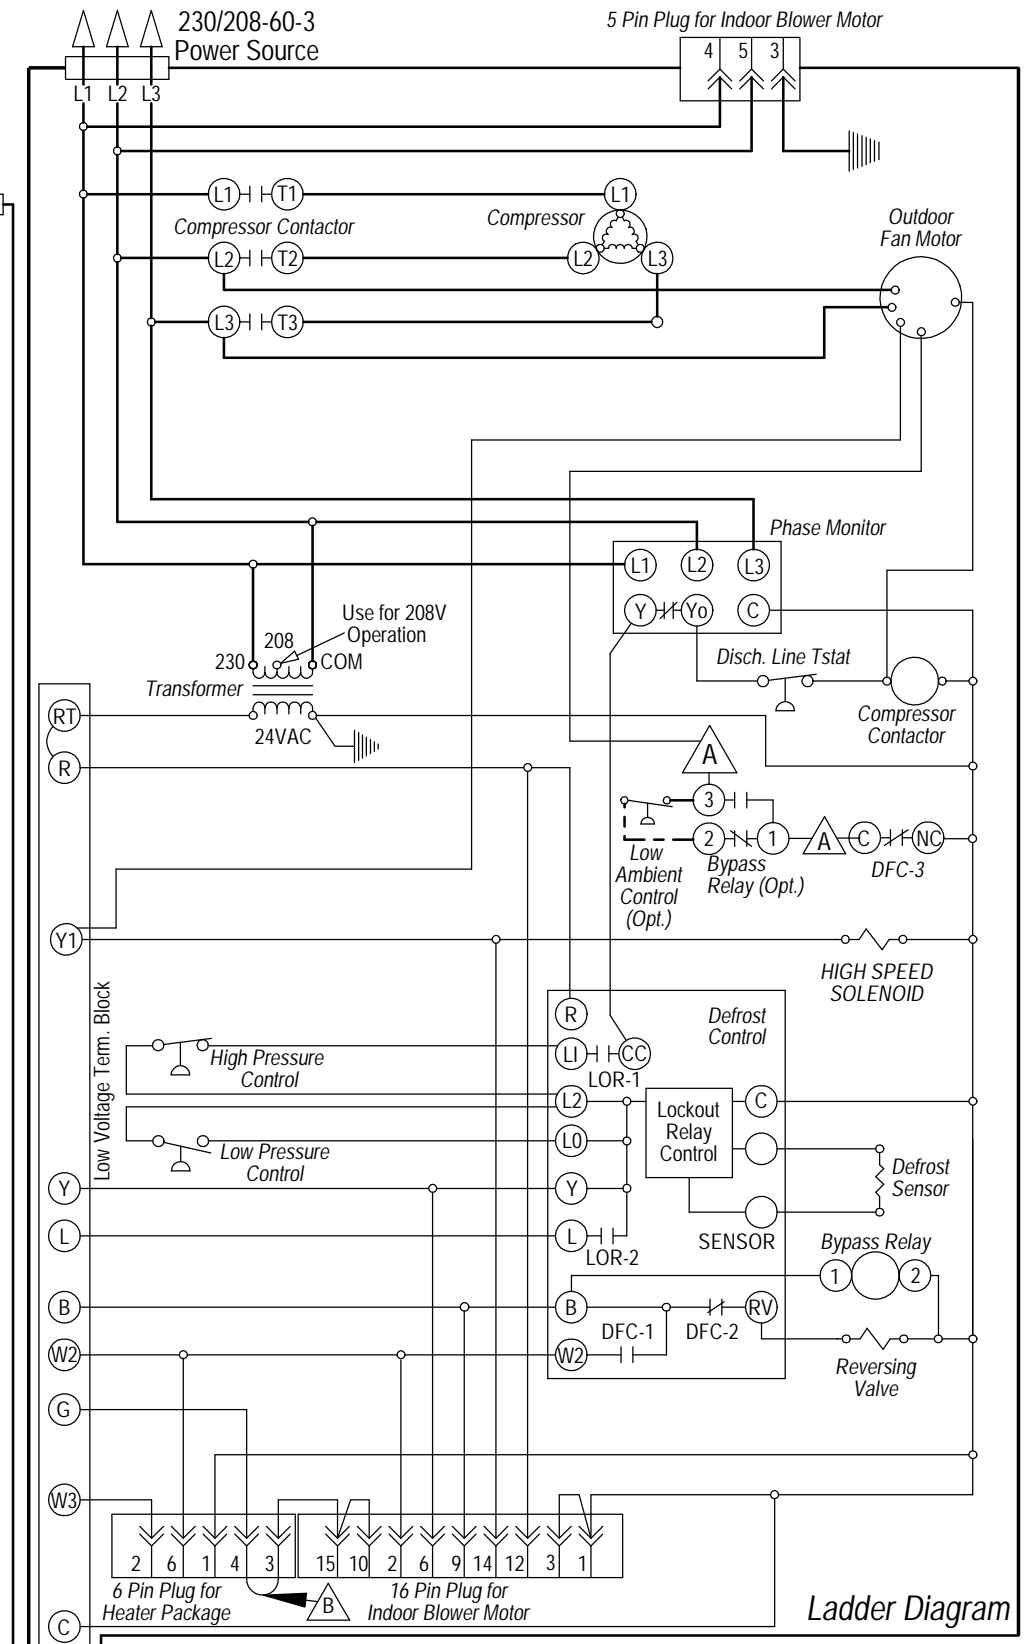 230/208-60-3
Power Source
5 Pin Plug for Indoor Blower Motor
4 5 3
L1 L2 L3
L1 T1 L1
Compressor Contactor
Compressor
Outdoor
Fan Motor
L2 T2 L2 L3
L3 T3
Phase Monitor
L1 L2 L3
Y Yo C
Use for 208V
Operation
208
230 COM
Transformer
24VAC
Disch. Line Tstat
Compressor
Contactor
RT
R
A
3
2 1 A C NC
Low
Ambient
Control
(Opt.)
Bypass
Relay (Opt.)
DFC-3
Y1
HIGH SPEED
SOLENOID
Low Voltage Term. Block
R
Defrost
Control
High Pressure
Control
LI CC
LOR-1
L2
Lockout
Relay
Control
C
Low Pressure
Control
L0
Defrost
Sensor
Y Y
SENSOR
L L
LOR-2
Bypass Relay
1 2
B B
DFC-1 DFC-2 RV
W2 W2
Reversing
Valve
G
W3
2 6 1 4 3 15 10 2 6 9 14 12 3 1
6 Pin Plug for
Heater Package
B
16 Pin Plug for
Indoor Blower Motor
C
Ladder Diagram